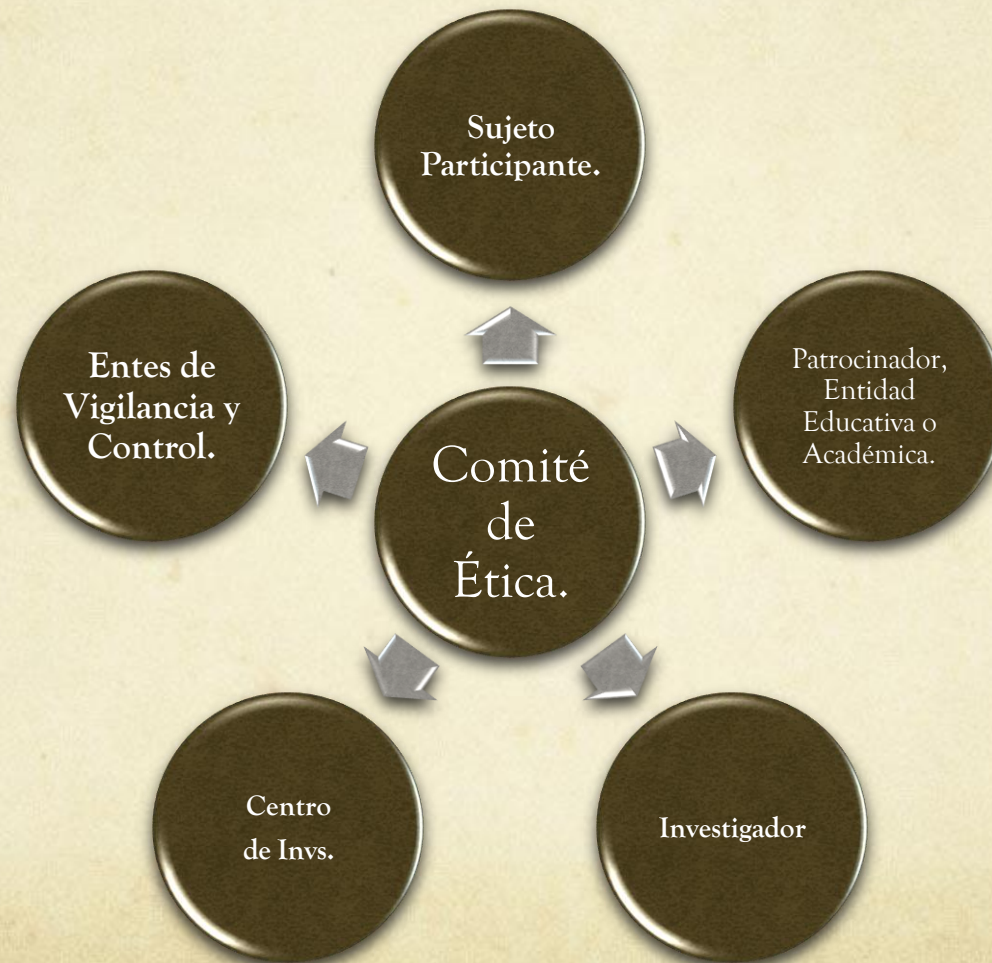 Sujeto
Participante.
Entes de
Vigilancia y
Control.
Patrocinador,
Entidad
Educativa o
Académica.
Comité
de
Ética.
Centro
de Invs.
Investigador